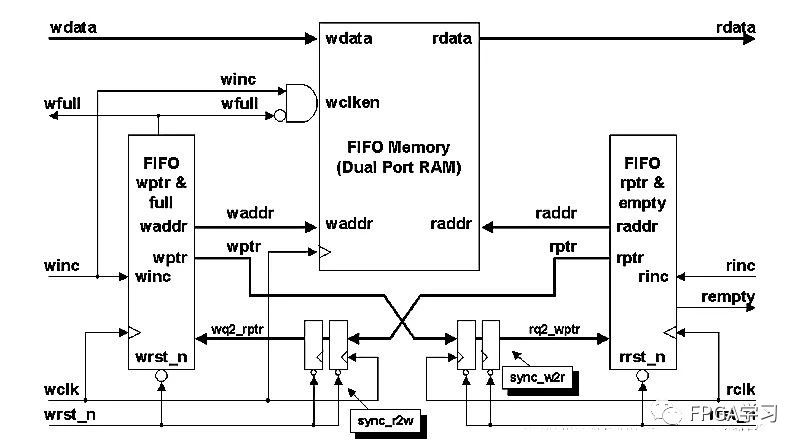 wdata
rdata
wdata
rdata
winc
wfull
wfull
wclken
FIFO Memory
(Dual Port RAM)
FIFO
wptr &
full
FIFO
rptr &
empty
waddr
waddr
waddr
raddr
raddr
raddr
wptr
wptr
rptr
rptr
winc
winc
rinc
rinc
rempty
wq2_rptr
rq2_wptr
wrst_n
rrst_n
sync_w2r
wclk
rclk
wrst_n
sync_r2w
FPGA学习